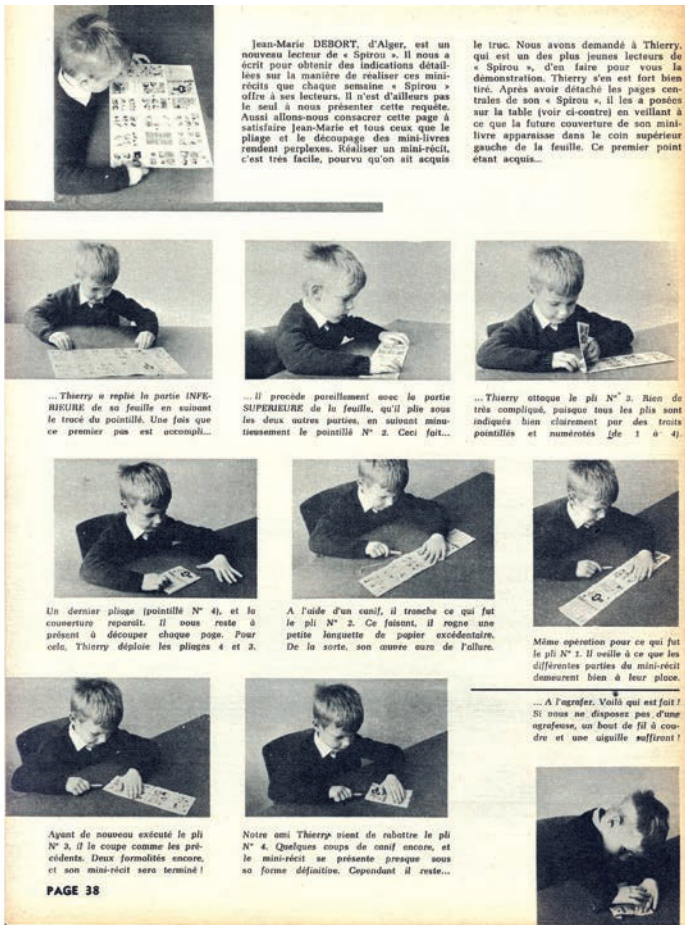 Jean-Marie DEBORT, d'Alger, est un
nouveau lecteur de « Spirou ». Il nous a
écrit pour obtenir des indications détail-
lées sur la manière de réaliser ces mini-
récits que chaque semaine « Spirou »
offre à ses lecteurs. Il n'est d'ailleurs pas
le seul à nous présenter cette requête.
Aussi allons-nous consacrer cette page à
satisfaire Jean-Marie et tous ceux que le
pliage et le découpage des mini-livres
rendent perplexes. Réaliser un mini-récit,
c'est très facile, pourvu qu'on ait acquis
le truc. Nous avons demandé à Thierry,
qui est un des plus jeunes lecteurs de
« Spirou », d'en faire pour vous la
démonstration. Thierry s'en est fort bien
tiré. Après avoir détaché les pages cen-
trales de son « Spirou », il les a posées
sur la table (voir ci-contre) en veillant à
ce que la future couverture de son mini-
livre apparaisse dans le coin supérieur
gauche de la feuille. Ce premier point
étant acquis...
... Thierry a replié la partie INFE-
RIEURE de sa feuille en suivant
le tracé du pointillé. Une fois que
ce premier pas est accompli...
... Il procède pareillement avec la partie
SUPERIEURE de la feuille, qu'il plie sous
les deux autres parties, en suivant minu-
tieusement le pointillé N° 2. Ceci fait...
... Thierry attaque le pli N° 3. Rien de
très compliqué, puisque tous les plis sont
indiqués bien clairement par des traits
pointillés et numérotés (de 1 à 4).
Un dernier pliage (pointillé N° 4), et la
couverture reparaît. Il vous reste à
présent à découper chaque page. Pour
cela, Thierry déploie les pliages 4 et 3.
A l'aide d'un canif, il tranche ce qui fut
le pli N° 2. Ce faisant, il rogne une
petite languette de papier excédentaire.
De la sorte, son œuvre aura de l'allure.
Même opération pour ce qui fut
le pli N° 1. Il veille à ce que les
différentes parties du mini-récit
demeurent bien à leur place.
Ayant de nouveau exécuté le pli
N° 3, il le coupe comme les pré-
cédents. Deux formalités encore,
et son mini-récit sera terminé !
Notre ami Thierry vient de rabattre le pli
N° 4. Quelques coups de canif encore, et
le mini-récit se présente presque sous
sa forme définitive. Cependant il reste...
... A l'agrafer. Voilà qui est fait !
Si vous ne disposez pas d'une
agrafeuse, un bout de fil à cou-
dre et une aiguille suffiront !
PAGE 38